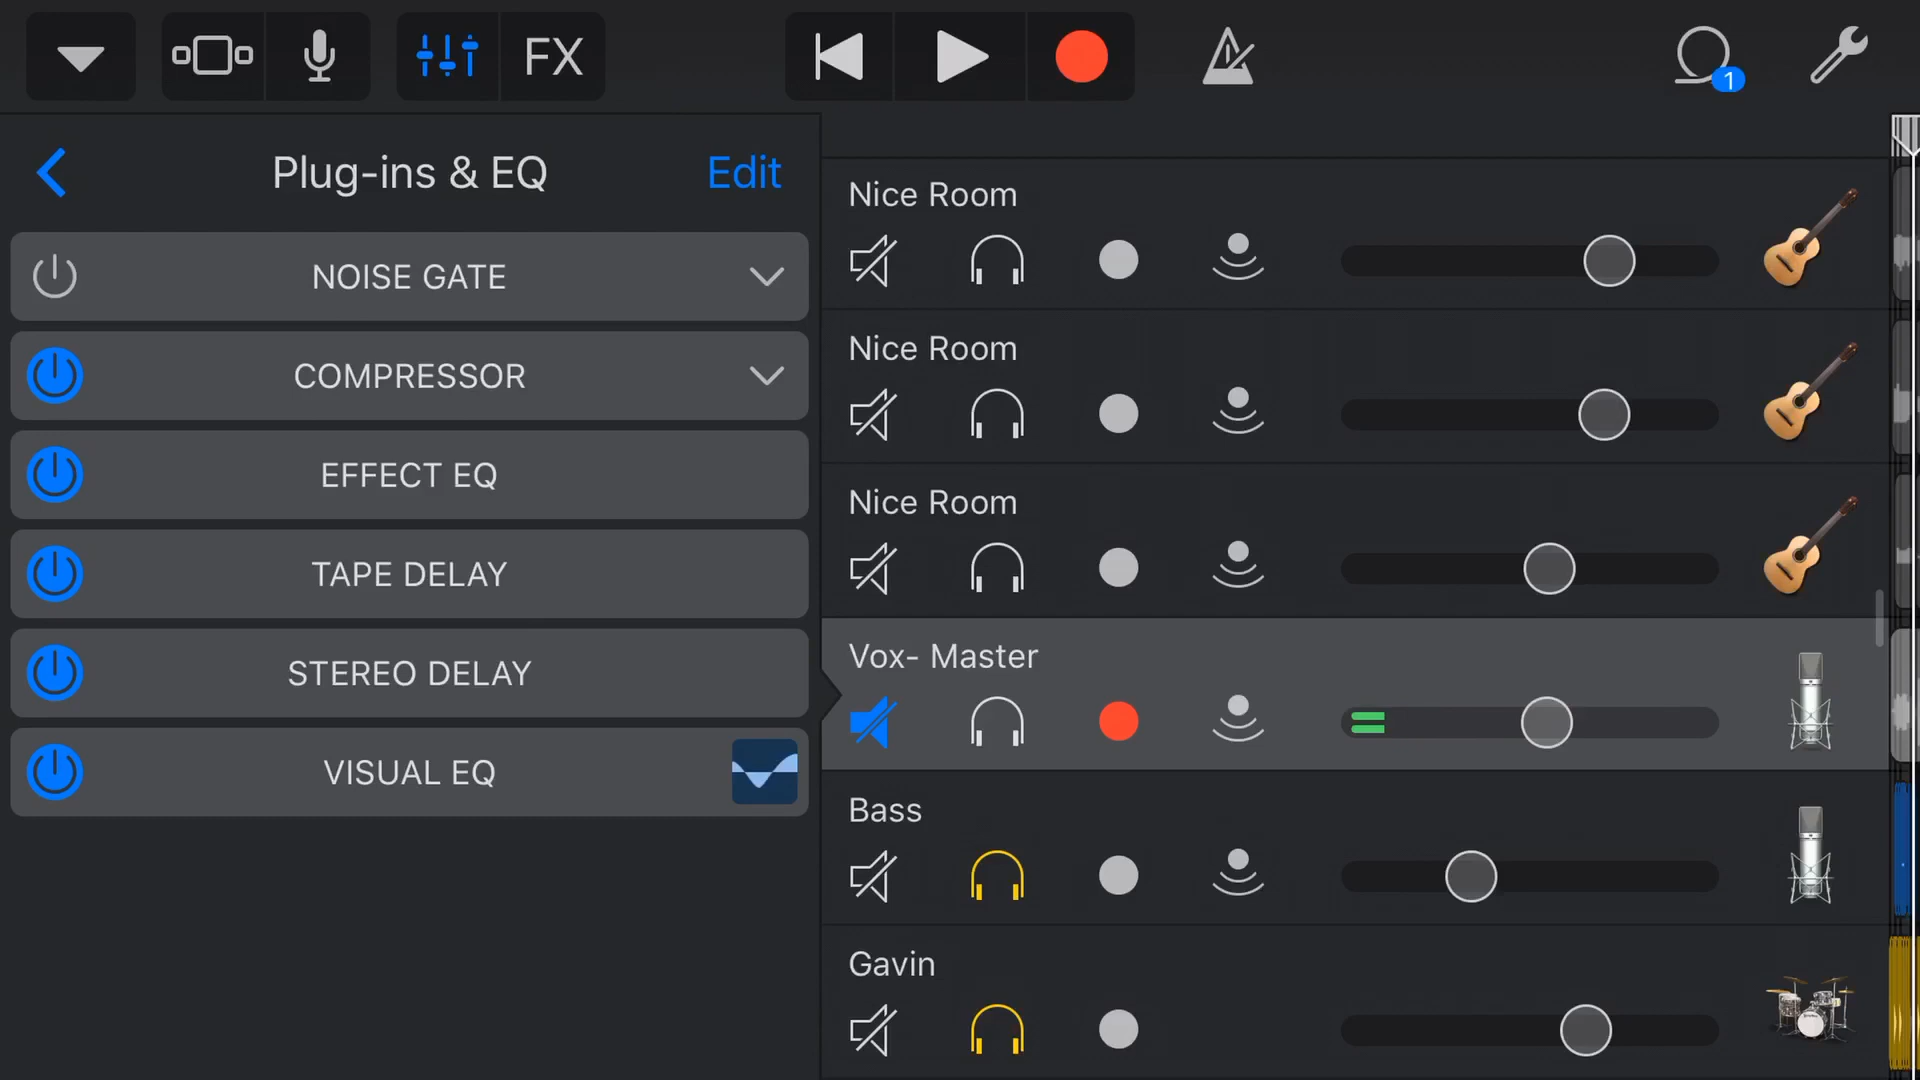 FX
1
Plug-ins & EQ
Edit
NOISE GATE
COMPRESSOR
EFFECT EQ
TAPE DELAY
STEREO DELAY
VISUAL EQ
Nice Room
Nice Room
Nice Room
Vox- Master
Bass
Gavin